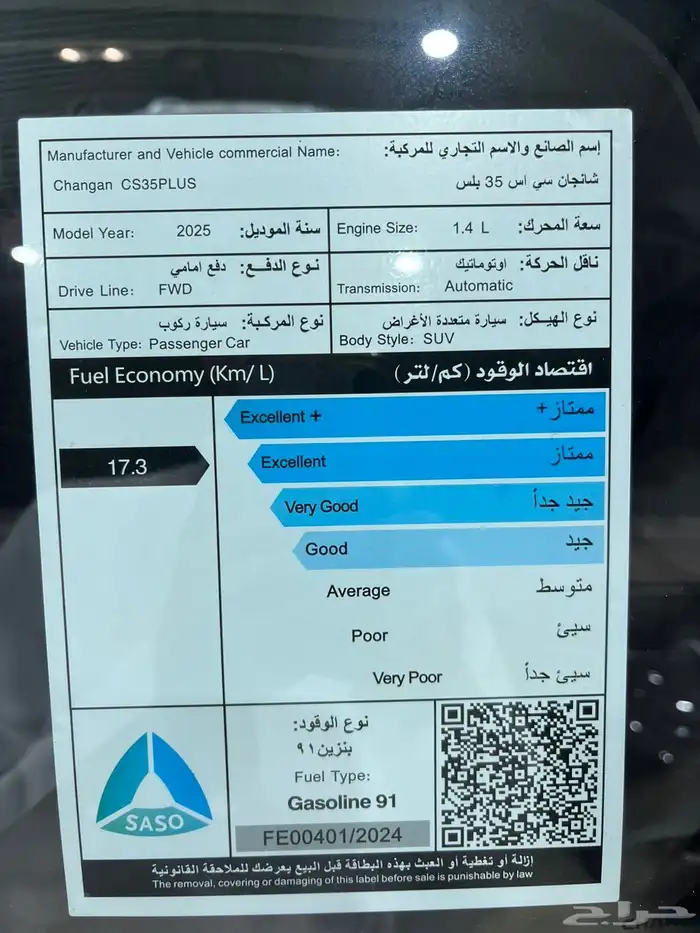 إسم الصانع والاسم التجاري للمركبة:
Manufacturer and Vehicle commercial Name:
شانجان سي اس 35 بلس
Changan CS35PLUS
Model Year: 2025 سنة الموديل:
Engine Size: 1.4 L سعة المحرك:
نوع الدفع: دفع امامي
Drive Line: FWD
ناقل الحركة: اوتوماتيك
Transmission: Automatic
نوع المركبة: سيارة ركوب
Vehicle Type: Passenger Car
نوع الهيكل: سيارة متعددة الأغراض
Body Style: SUV
Fuel Economy (Km/ L) اقتصاد الوقود (كم/لتر)
Excellent + ممتاز+
17.3
Excellent ممتاز
Very Good جيد جداً
Good جيد
Average متوسط
Poor سيئ
Very Poor سيئ جداً
SASO
نوع الوقود:
بنزين ٩١
Fuel Type:
Gasoline 91
FE00401/2024
إزالة أو تغطية أو العبث بهذه البطاقة قبل البيع يعرضك للملاحقة القانونية
The removal, covering or damaging of this label before sale is punishable by law
حراج